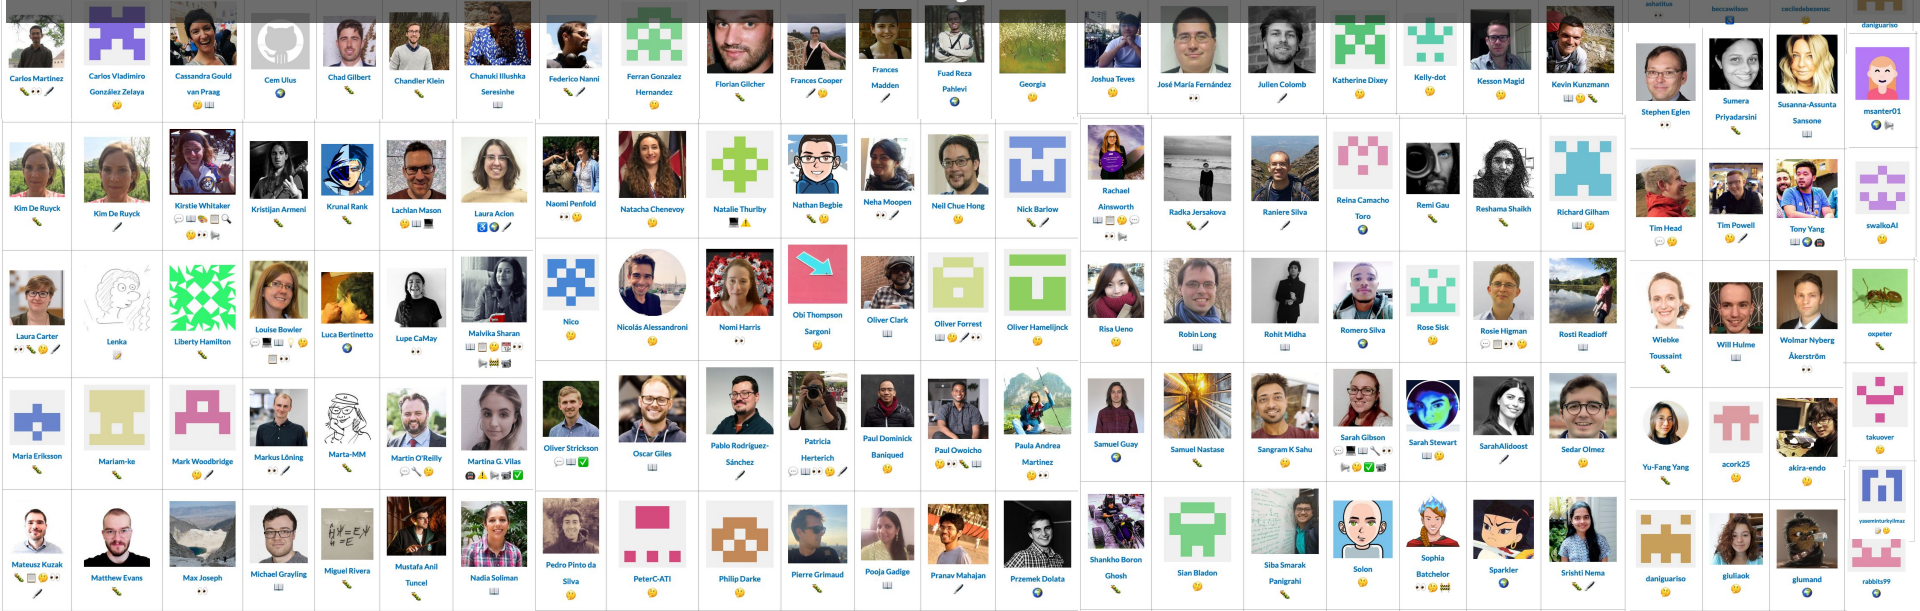 Carlos Martinez
Carlos Vladimiro
González Zelaya
Cassandra Gould
van Praag
Cem Ulus
Chad Gilbert
Chandler Klein
Chanuki Illushka
Seresinhe
Federico Nanni
Ferran Gonzalez
Hernandez
Florian Gilcher
Frances Cooper
Frances
Madden
Fuad Reza
Pahlevi
Georgia
Joshua Teves
José María Fernández
Julien Colomb
Katherine Dixey
Kelly-dot
Kesson Magid
Kevin Kunzmann
Stephen Eglen
beccawilson
Sumera
Priyadarsini
ceciledebezenac
Susanna-Assunta
Sansone
daniguariso
msanter01
Kim De Ruyck
Kim De Ruyck
Kirstie Whitaker
Kristijan Armeni
Krunal Rank
Lachlan Mason
Laura Acion
Naomi Penfold
Natacha Chenevoy
Natalie Thurlby
Nathan Begbie
Neha Moopen
Neil Chue Hong
Nick Barlow
Rachael
Ainsworth
Radka Jersakova
Raniere Silva
Reina Camacho
Toro
Remi Gau
Reshama Shaikh
Richard Gilham
Tim Head
Tim Powell
Tony Yang
swalkoAI
Laura Carter
Lenka
Liberty Hamilton
Louise Bowler
Luca Bertinetto
Lupe CaMay
Malvika Sharan
Nico
Nicolás Alessandroni
Nomi Harris
Obi Thompson
Sargoni
Oliver Clark
Oliver Forrest
Oliver Hamelijnck
Risa Ueno
Robin Long
Rohit Midha
Romero Silva
Rose Sisk
Rosie Higman
Rosti Readioff
Wiebke
Toussaint
Will Hulme
Wolmar Nyberg
Åkerström
oxpeter
Maria Eriksson
Mariam-ke
Mark Woodbridge
Markus Löning
Marta-MM
Martin O'Reilly
Martina G. Vilas
Oliver Strickson
Oscar Giles
Pablo Rodríguez-
Sánchez
Patricia
Herterich
Paul Dominick
Baniqued
Paul Owoicho
Paula Andrea
Martinez
Samuel Guay
Samuel Nastase
Sangram K Sahu
Sarah Gibson
Sarah Stewart
SarahAlidoost
Sedar Olmez
Yu-Fang Yang
acork25
akira-endo
takuover
Mateusz Kuzak
Matthew Evans
Max Joseph
Michael Grayling
Miguel Rivera
Mustafa Anil
Tuncel
Nadia Soliman
Pedro Pinto da
Silva
PeterC-ATI
Philip Darke
Pierre Grimaud
Pooja Gadige
Pranav Mahajan
Przemek Dolata
Shankho Boron
Ghosh
Sian Bladon
Siba Smarak
Panigrahi
Solon
Sophia
Batchelor
Sparkler
Srishti Nema
daniguariso
giuliaok
glumand
yaseminturkyilmaz
rabbits99